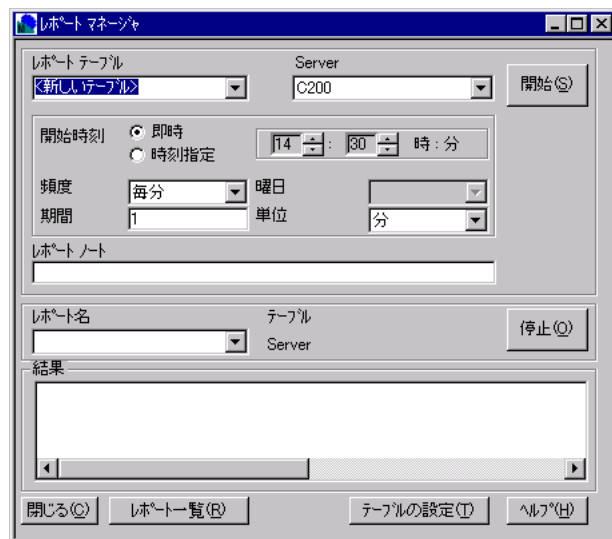 ﾚﾎﾟｰﾄ ﾏﾈｰｼﾞｬ
ﾚﾎﾟｰﾄ ﾃｰﾌﾞﾙ Server
<新しいﾃｰﾌﾞﾙ> C200 開始(S)
開始時刻 即時 14 : 30 時 : 分
時刻指定
頻度 毎分 曜日
期間 1 単位 分
ﾚﾎﾟｰﾄ ﾉｰﾄ
ﾚﾎﾟｰﾄ名 ﾃｰﾌﾞﾙ 停止(O)
Server
結果
閉じる(C) ﾚﾎﾟｰﾄ一覧(R) ﾃｰﾌﾞﾙの設定(T) ﾍﾙﾌﾟ(H)